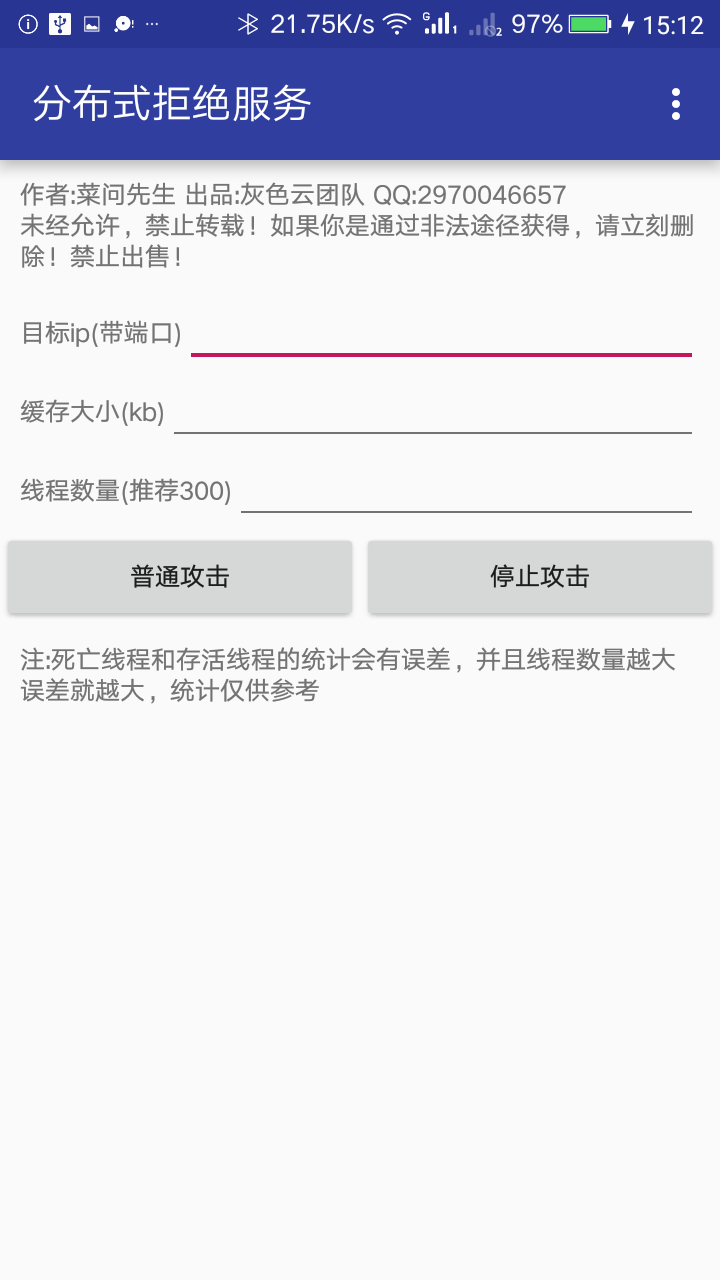 21.75K/s G 1 2 97% 15:12
分布式拒绝服务
作者:菜问先生 出品:灰色云团队 QQ:2970046657
未经允许，禁止转载！如果你是通过非法途径获得，请立刻删
除！禁止出售！
目标ip(带端口)
缓存大小(kb)
线程数量(推荐300)
普通攻击 停止攻击
注:死亡线程和存活线程的统计会有误差，并且线程数量越大
误差就越大，统计仅供参考